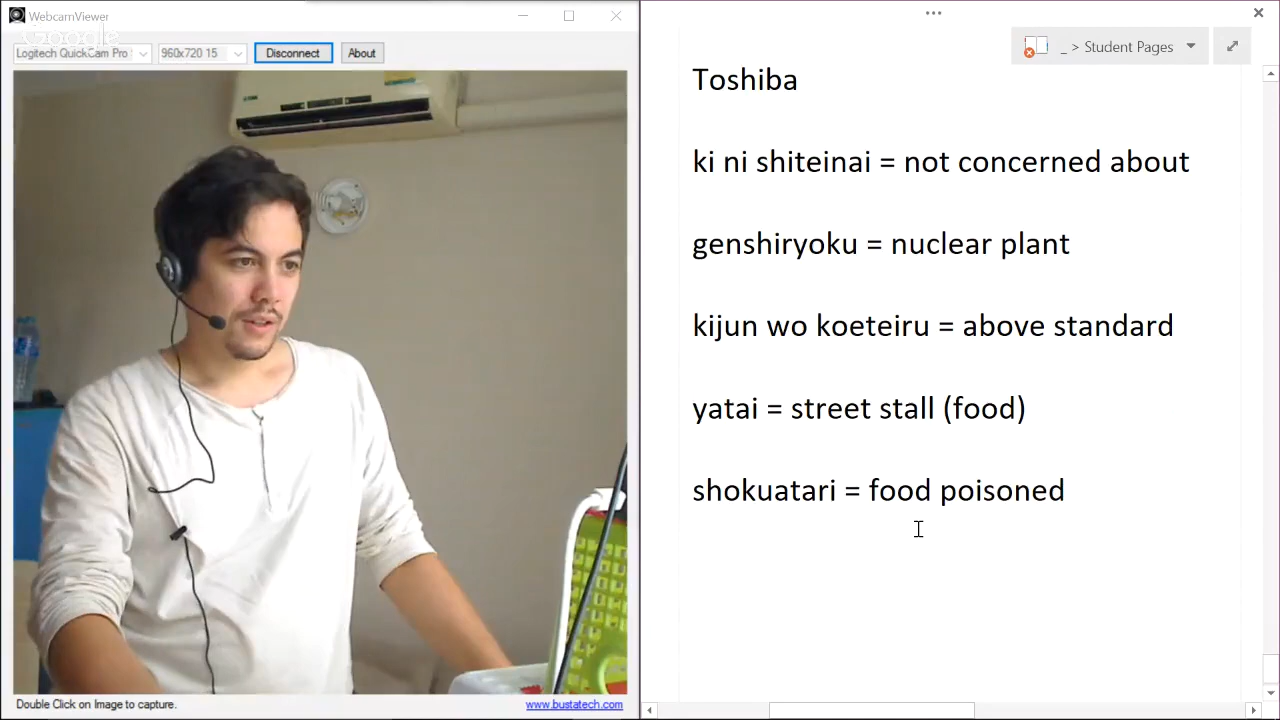 WebcamViewer
Google
Logitech QuickCam Pro
960x720 15
Disconnect
About
Double Click on Image to capture.
www.bustatech.com
_ > Student Pages
Toshiba
ki ni shiteinai = not concerned about
genshiryoku = nuclear plant
kijun wo koeteiru = above standard
yatai = street stall (food)
shokuatari = food poisoned